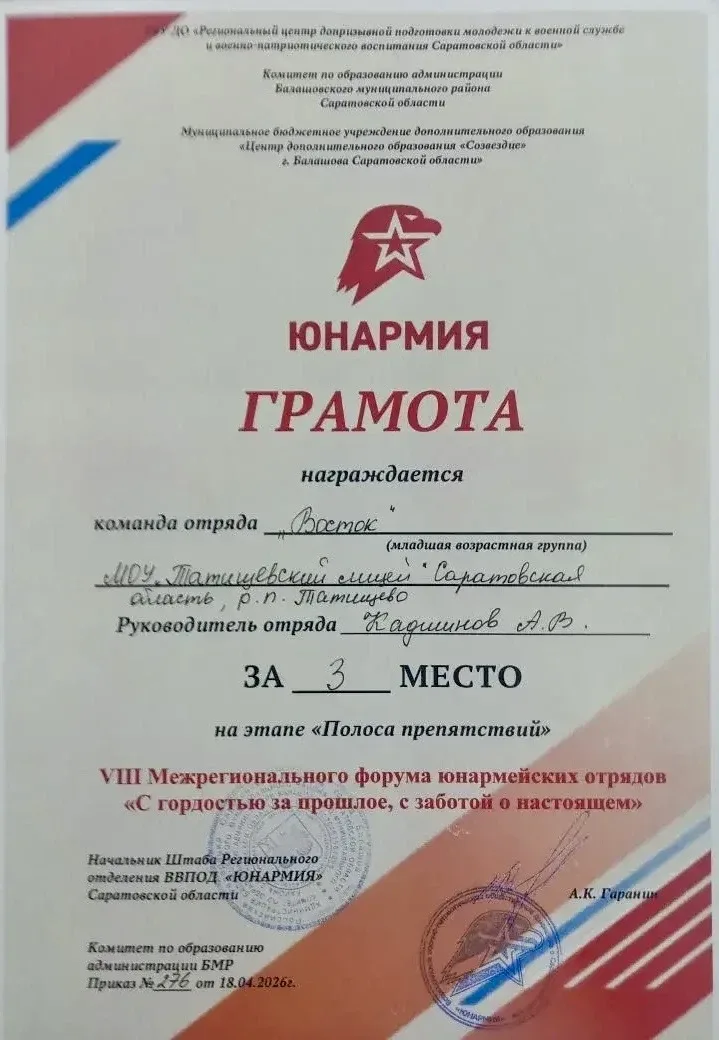 ДО «Региональный центр допризывной подготовки молодежи к военной службе
и военно-патриотического воспитания Саратовской области»
Комитет по образованию администрации
Балашовского муниципального района
Саратовской области
Муниципальное бюджетное учреждение дополнительного образования
«Центр дополнительного образования «Созвездие»
г. Балашова Саратовской области»
ЮНАРМИЯ
ГРАМОТА
награждается
команда отряда „Восток"
(младшая возрастная группа)
МОУ „Татищевский лицей" Саратовская
область, р.п. Татищево
Руководитель отряда Кадминов А.В.
ЗА 3 МЕСТО
на этапе «Полоса препятствий»
VIII Межрегионального форума юнармейских отрядов
«С гордостью за прошлое, с заботой о настоящем»
Начальник Штаба Регионального
отделения ВВПОД «ЮНАРМИЯ»
Саратовской области
А.К. Гаранин
Комитет по образованию
администрации БМР
Приказ № 276 от 18.04.2026г.
«ЮНАРМИЯ»